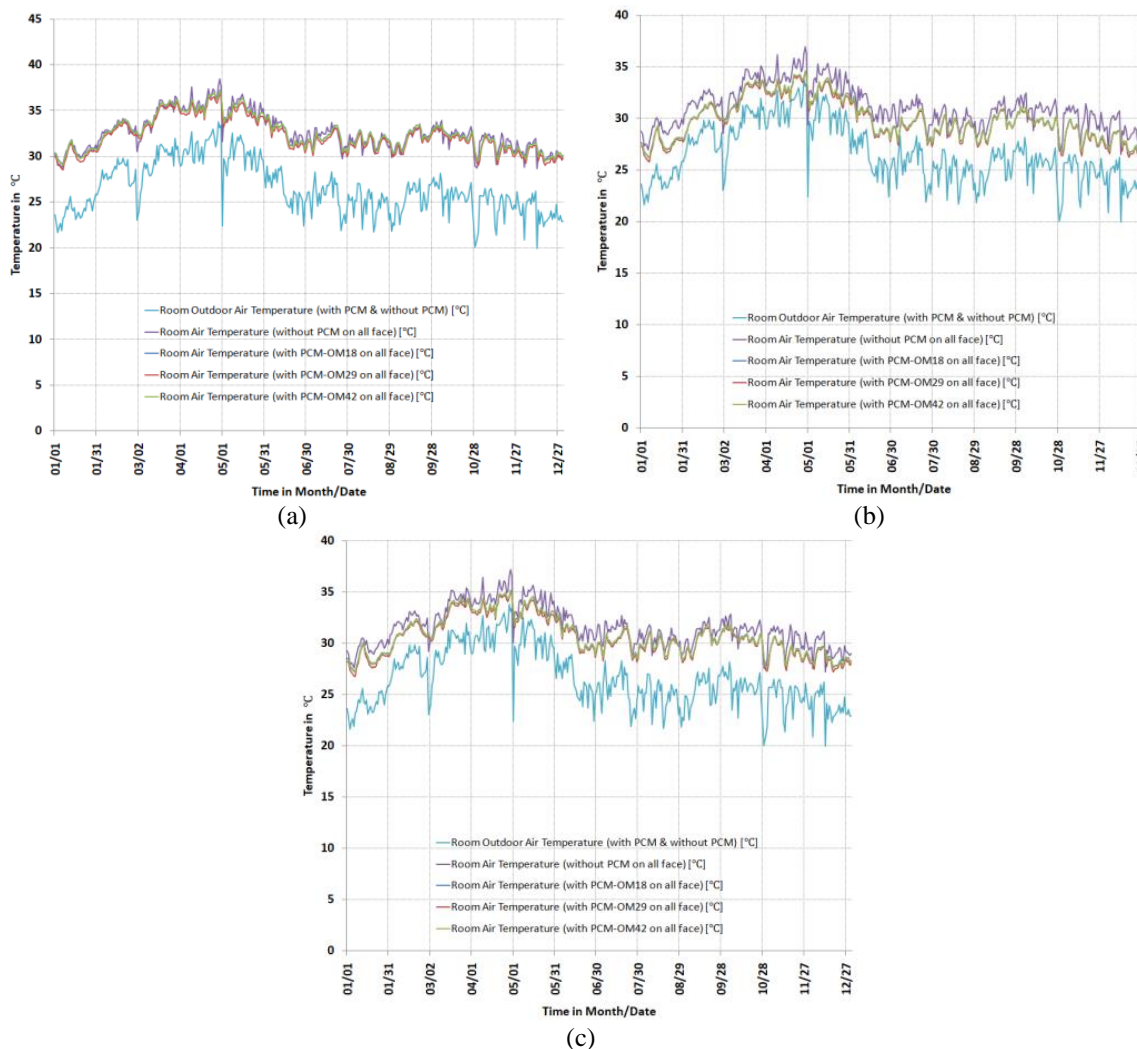 45
40
35
30
25
20
15
10
5
0
Temperature in °C
Room Outdoor Air Temperature (with PCM & without PCM) [°C]
Room Air Temperature (without PCM on all face) [°C]
Room Air Temperature (with PCM-OM18 on all face) [°C]
Room Air Temperature (with PCM-OM29 on all face) [°C]
Room Air Temperature (with PCM-OM42 on all face) [°C]
01/01
01/31
03/02
04/01
05/01
05/31
06/30
07/30
08/29
09/28
10/28
11/27
12/27
Time in Month/Date
(a)
40
35
30
25
20
15
10
5
0
Temperature in °C
Room Outdoor Air Temperature (with PCM & without PCM) [°C]
Room Air Temperature (without PCM on all face) [°C]
Room Air Temperature (with PCM-OM18 on all face) [°C]
Room Air Temperature (with PCM-OM29 on all face) [°C]
Room Air Temperature (with PCM-OM42 on all face) [°C]
01/01
01/31
03/02
04/01
05/01
05/31
06/30
07/30
08/29
09/28
10/28
11/27
Time in Month/Date
(b)
40
35
30
25
20
15
10
5
0
Temperature in °C
Room Outdoor Air Temperature (with PCM & without PCM) [°C]
Room Air Temperature (without PCM on all face) [°C]
Room Air Temperature (with PCM-OM18 on all face) [°C]
Room Air Temperature (with PCM-OM29 on all face) [°C]
Room Air Temperature (with PCM-OM42 on all face) [°C]
01/01
01/31
03/02
04/01
05/01
05/31
06/30
07/30
08/29
09/28
10/28
11/27
12/27
Time in Month/Date
(c)